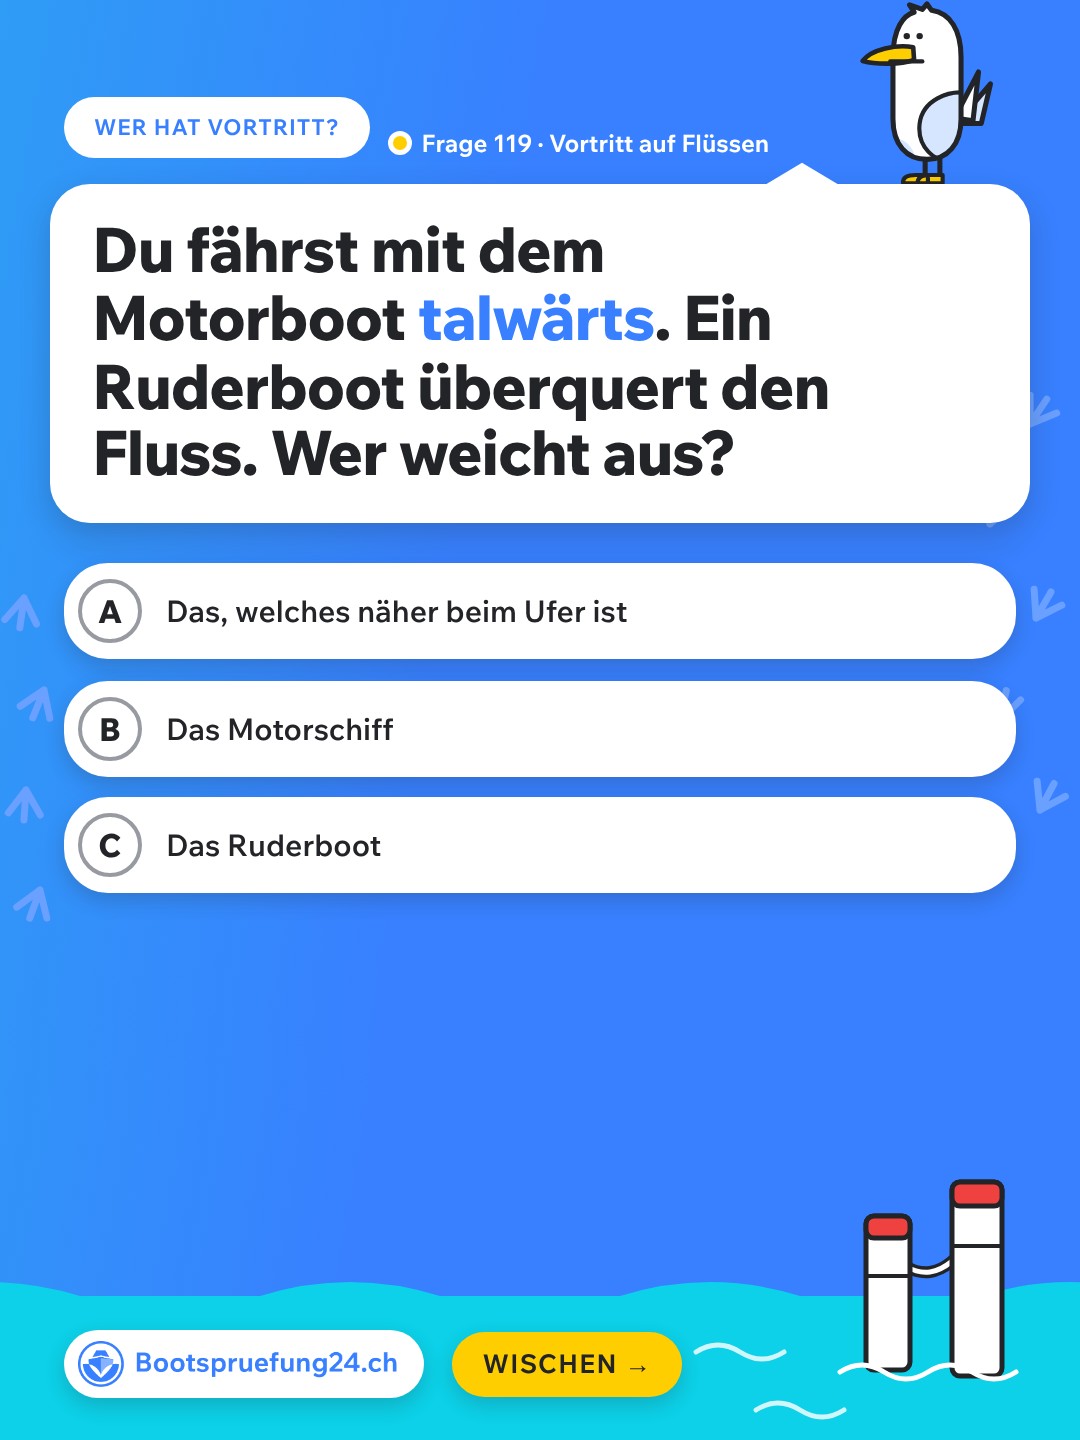 WER HAT VORTRITT?
Frage 119 · Vortritt auf Flüssen
Du fährst mit dem
Motorboot talwärts. Ein
Ruderboot überquert den
Fluss. Wer weicht aus?
A Das, welches näher beim Ufer ist
B Das Motorschiff
C Das Ruderboot
Bootspruefung24.ch
WISCHEN →